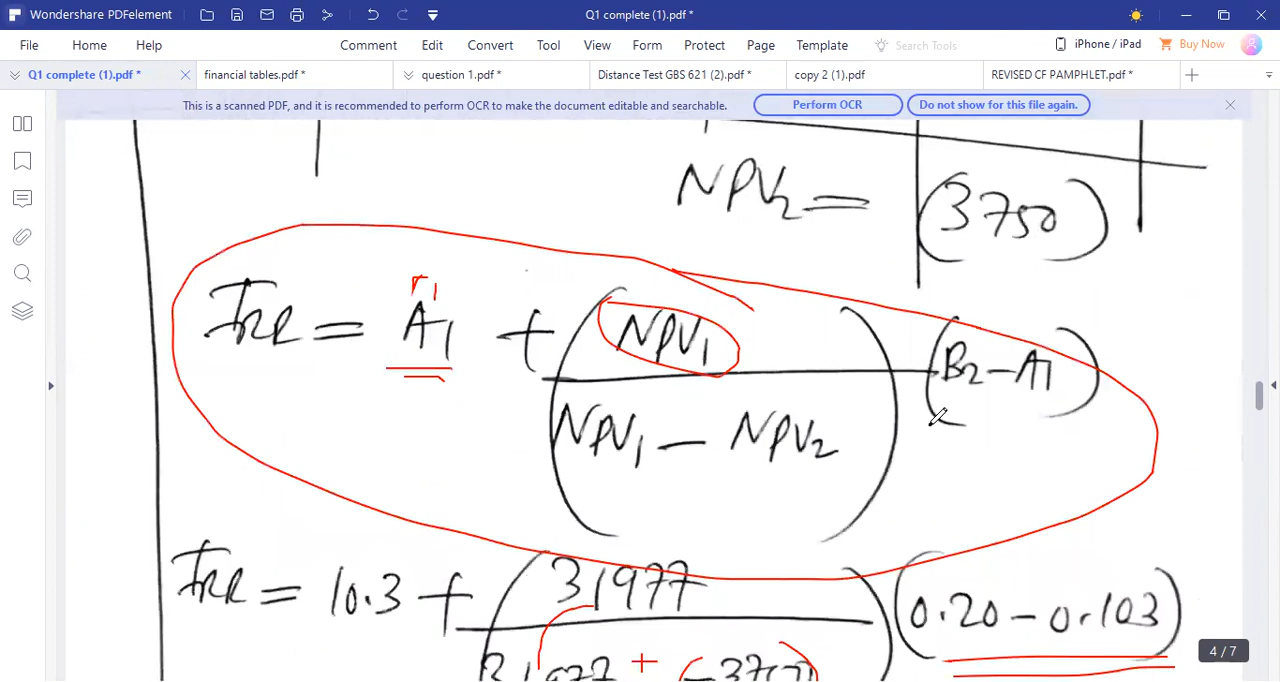 Wondershare PDFelement
Q1 complete (1).pdf *
File Home Help Comment Edit Convert Tool View Form Protect Page Template Search Tools iPhone / iPad Buy Now
Q1 complete (1).pdf * financial tables.pdf * question 1.pdf * Distance Test GBS 621 (2).pdf * copy 2 (1).pdf REVISED CF PAMPHLET.pdf *
This is a scanned PDF, and it is recommended to perform OCR to make the document editable and searchable. Perform OCR Do not show for this file again.
NPV2 = (3750)
r1
IRR = A1 + (NPV1 (B2 - A1)
NPV1 - NPV2)
IRR = 10.3 + (31977 (0.20 - 0.103)
31977 + (-3750)
4 / 7